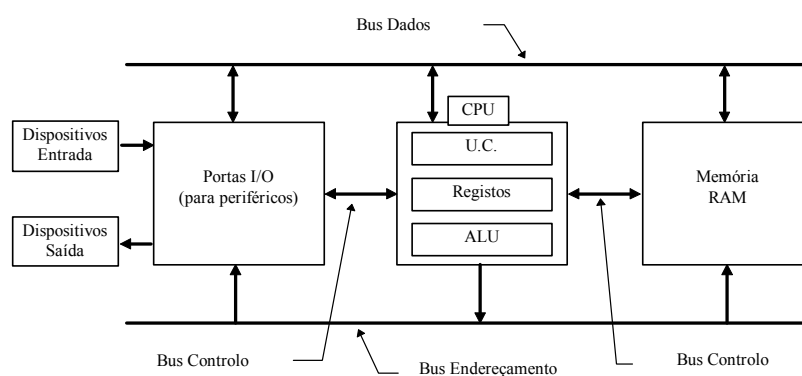 Bus Dados
CPU
Dispositivos
Entrada
U.C.
Portas I/O
(para periféricos)
Registos
Memória
RAM
Dispositivos
Saída
ALU
Bus Controlo
Bus Endereçamento
Bus Controlo